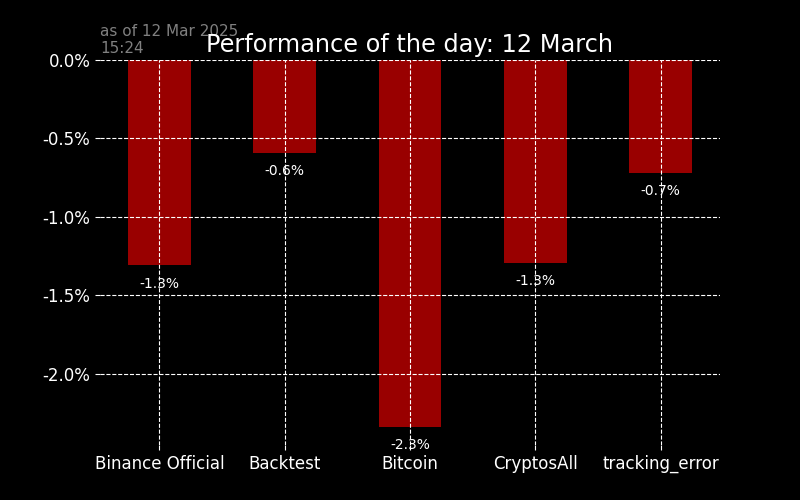 as of 12 Mar 2025
15:24
Performance of the day: 12 March
0.0%
-0.5%
-1.0%
-1.5%
-2.0%
-1.3%
-0.6%
-2.3%
-1.3%
-0.7%
Binance Official
Backtest
Bitcoin
CryptosAll
tracking_error